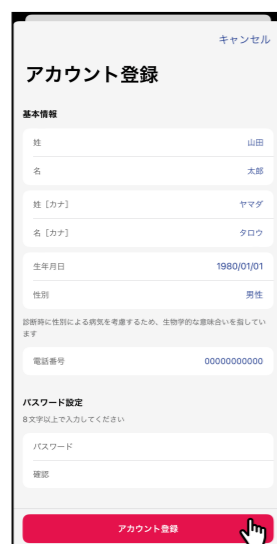 キャンセル
アカウント登録
基本情報
姓 山田
名 太郎
姓［カナ］ ヤマダ
名［カナ］ タロウ
生年月日 1980/01/01
性別 男性
診断時に性別による病気を考慮するため、生物学的な意味合いを指してい
ます
電話番号 00000000000
パスワード設定
8文字以上で入力してください
パスワード
確認
アカウント登録